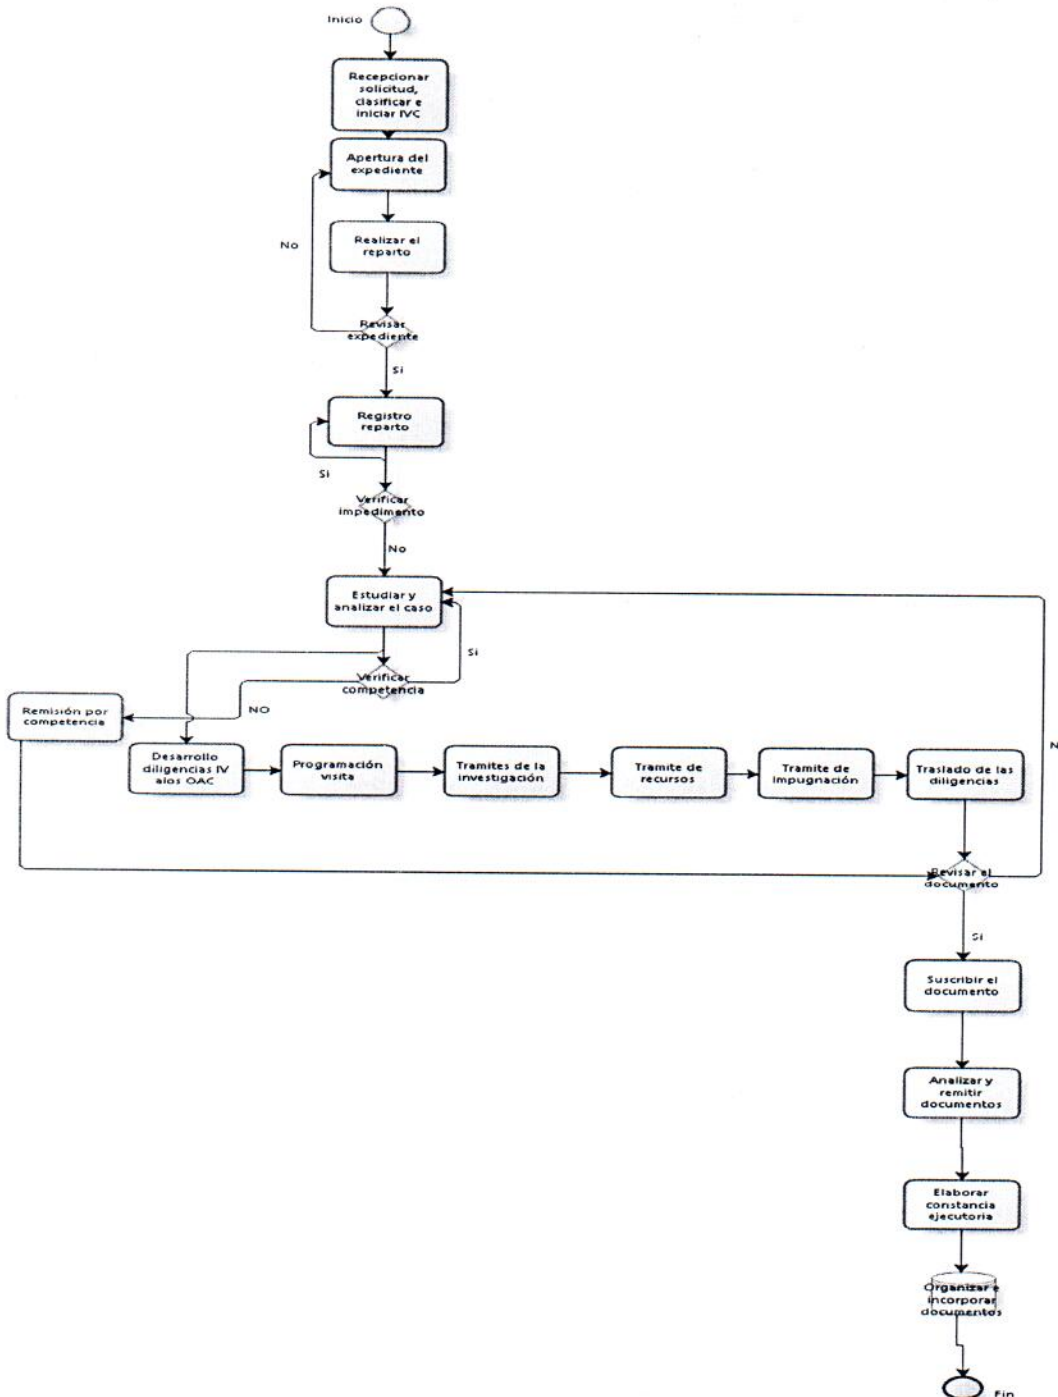 Inicio
Recepcionar
solicitud,
clasificar e
iniciar IVC
Apertura del
expediente
No
Realizar el
reparto
Revisar
expediente
Si
Registro
reparto
Si
Verificar
impedimento
No
Estudiar y
analizar el caso
Si
Verificar
competencia
NO
Remisión por
competencia
Desarrollo
diligencias IV
alos OAC
Programación
visita
Tramites de la
investigación
Tramite de
recursos
Tramite de
Impugnación
Traslado de las
diligencias
N
Revisar el
documento
Si
Suscribir el
documento
Analizar y
remitir
documentos
Elaborar
constancia
ejecutoria
Organizar e
incorporar
documentos
Fin